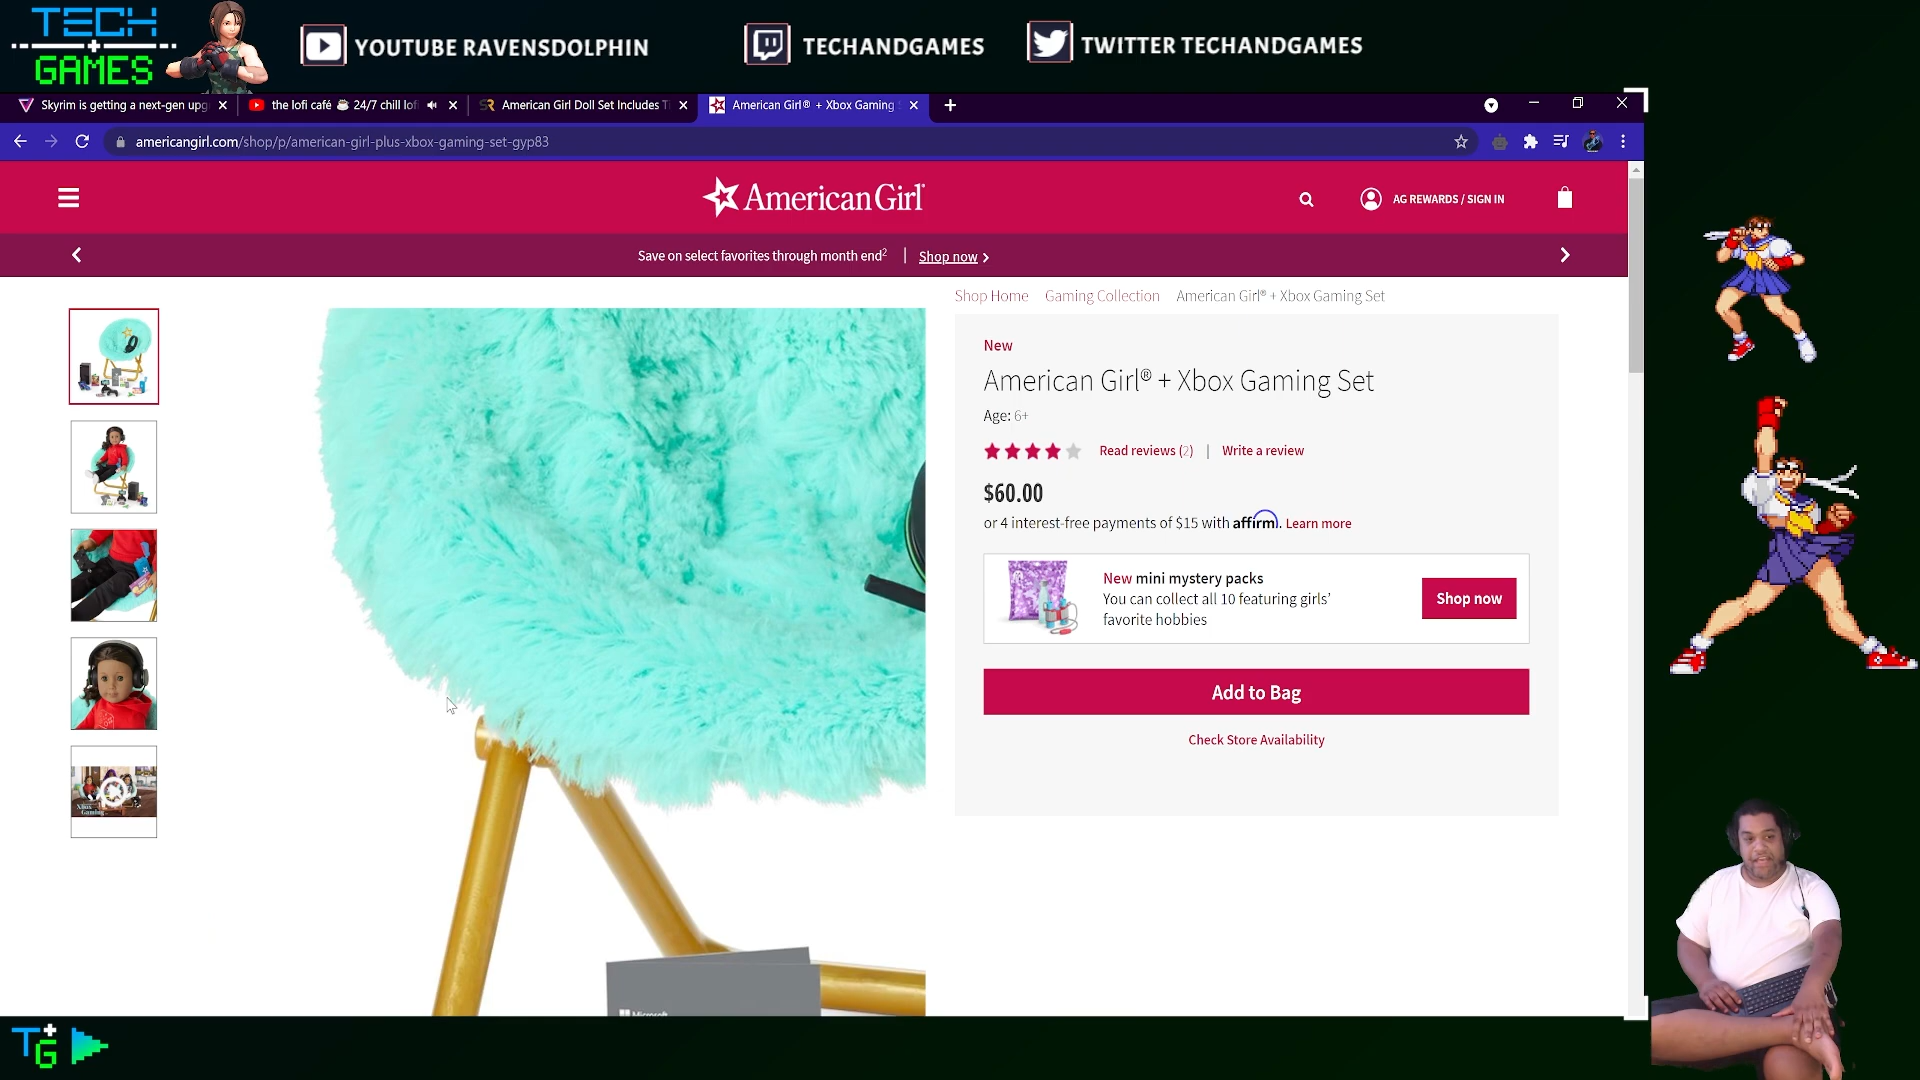 TECH
GAMES
YOUTUBE RAVENSDOLPHIN
TECHANDGAMES
TWITTER TECHANDGAMES
Skyrim is getting a next-gen upg
the lofi café ☕ 24/7 chill lof
American Girl Doll Set Includes Ti
American Girl® + Xbox Gaming S
americangirl.com/shop/p/american-girl-plus-xbox-gaming-set-gyp83
American Girl
AG REWARDS / SIGN IN
Save on select favorites through month end2 | Shop now >
Shop Home Gaming Collection American Girl® + Xbox Gaming Set
New
American Girl® + Xbox Gaming Set
Age: 6+
Read reviews (2) | Write a review
$60.00
or 4 interest-free payments of $15 with affirm. Learn more
New mini mystery packs
You can collect all 10 featuring girls'
favorite hobbies
Shop now
Add to Bag
Check Store Availability
Microsoft
T+G